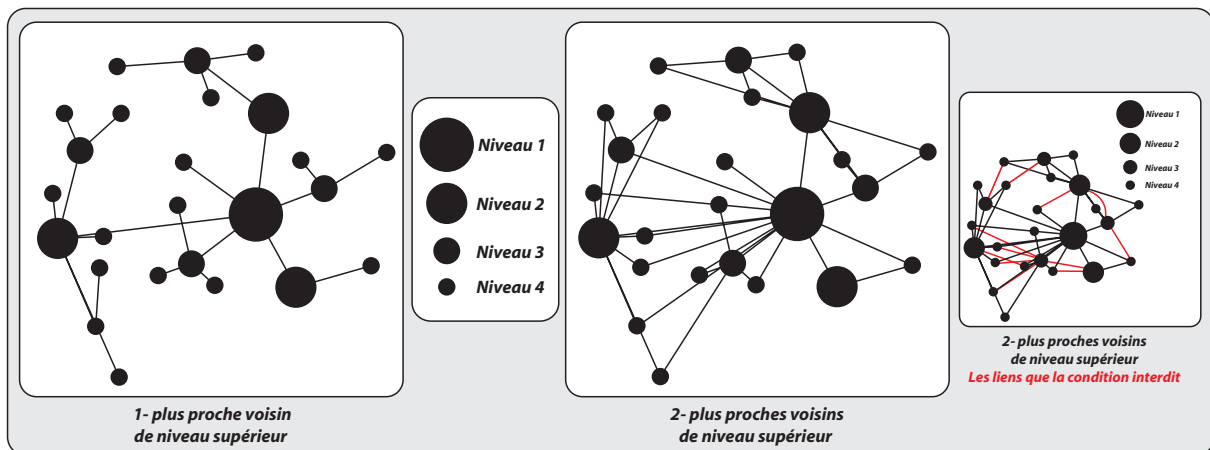 Niveau 1
Niveau 2
Niveau 3
Niveau 4
1- plus proche voisin
de niveau supérieur
2- plus proches voisins
de niveau supérieur
Niveau 1
Niveau 2
Niveau 3
Niveau 4
2- plus proches voisins
de niveau supérieur
Les liens que la condition interdit